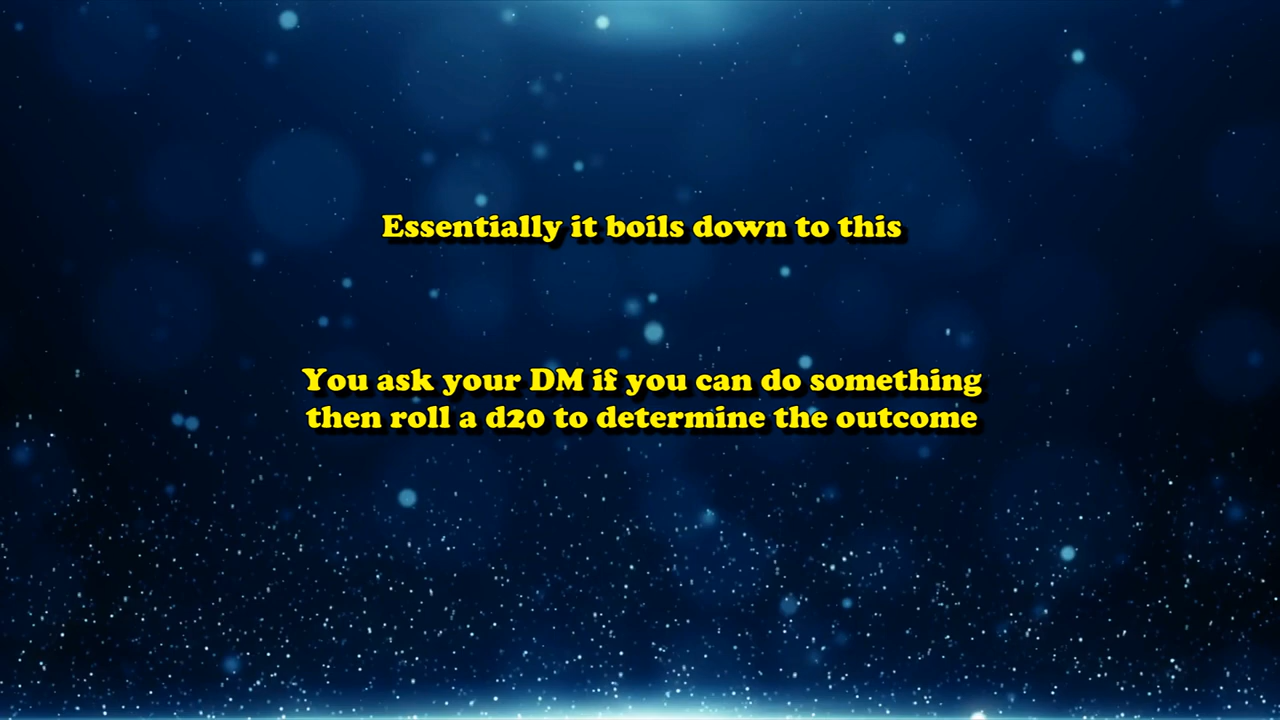 Essentially it boils down to this
You ask your DM if you can do something
then roll a d20 to determine the outcome